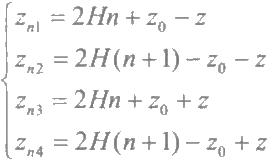 z_{n1} = 2Hn + z_0 − z
z_{n2} = 2H(n+1) − z_0 − z
z_{n3} = 2Hn + z_0 + z
z_{n4} = 2H(n+1) − z_0 + z